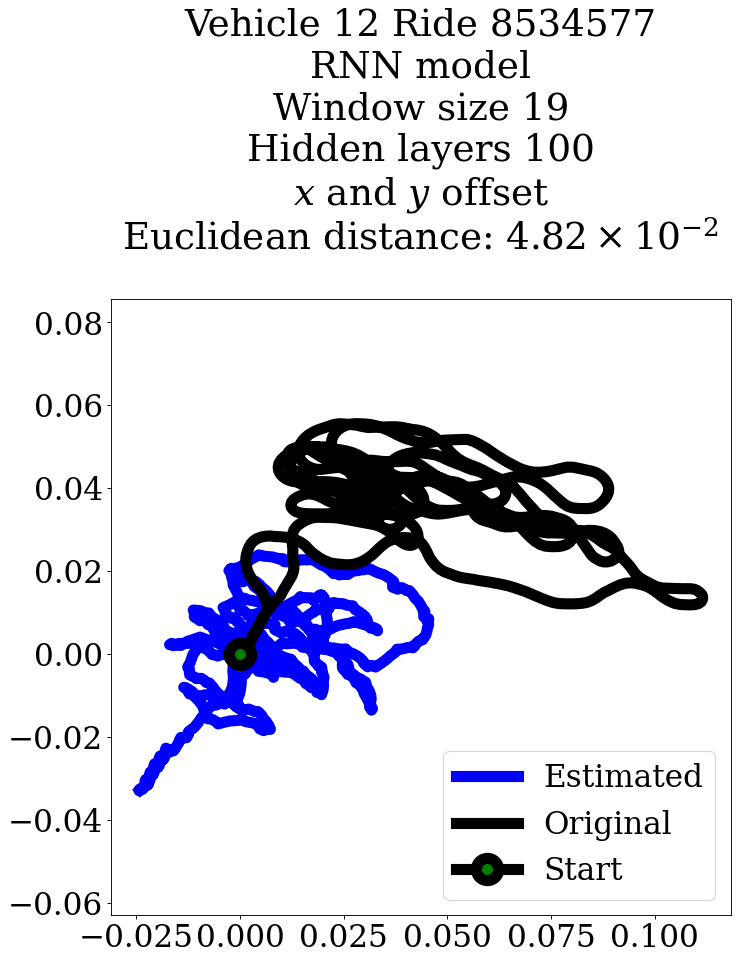 Vehicle 12 Ride 8534577
RNN model
Window size 19
Hidden layers 100
x and y offset
Euclidean distance: 4.82 × 10⁻²
0.08
0.06
0.04
0.02
0.00
−0.02
−0.04
−0.06
Estimated
Original
Start
−0.025 0.000 0.025 0.050 0.075 0.100